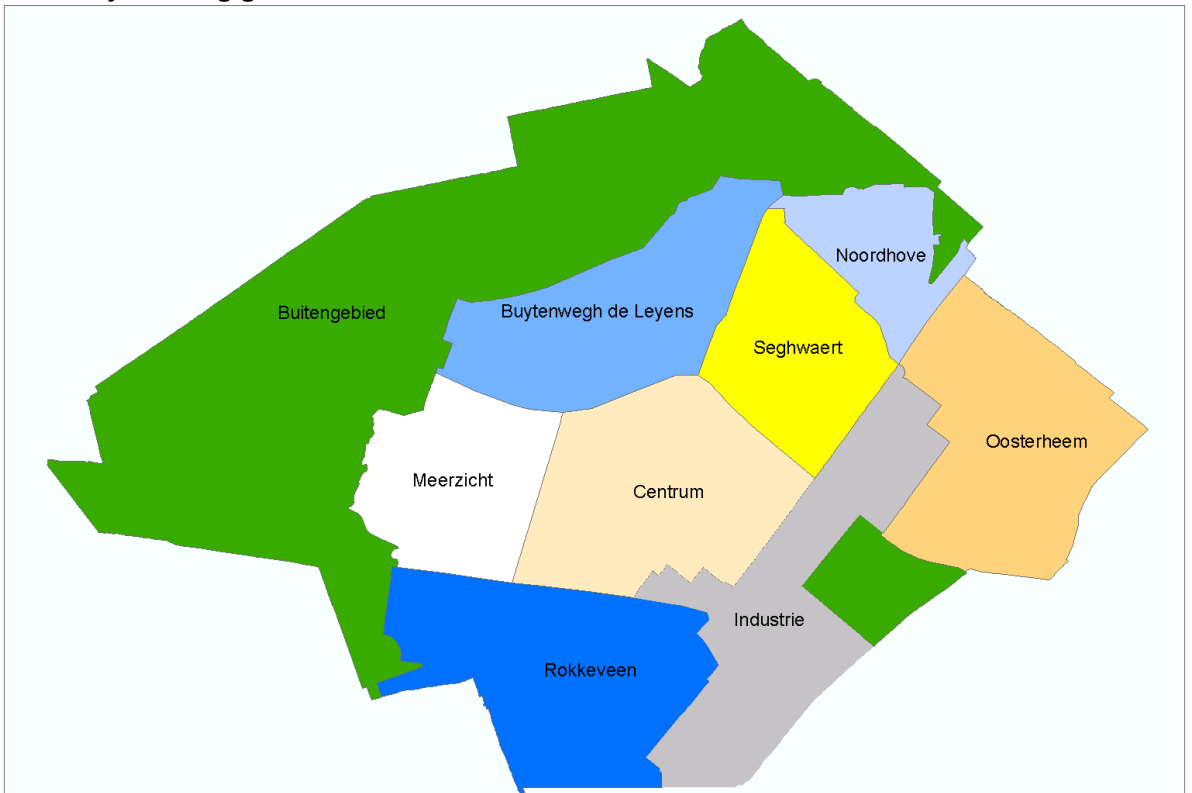 Noordhove
Buitengebied
Buytenwegh de Leyens
Seghwaert
Oosterheem
Meerzicht
Centrum
Industrie
Rokkeveen